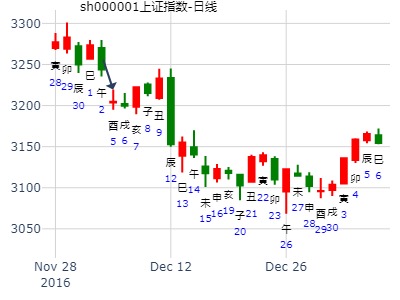 sh000001上证指数-日线
3300
3250
3200
3150
3100
3050
寅
28
卯
29
辰
30
巳
1
午
2
酉
5
戌
6
亥
7
子
8
丑
9
辰
12
巳
13
午
14
未
15
申
16
亥
19
子
20
丑
21
寅
22
卯
23
午
26
未
27
申
28
酉
29
戌
30
寅
3
卯
4
辰
5
巳
6
Nov 28
2016
Dec 12
Dec 26